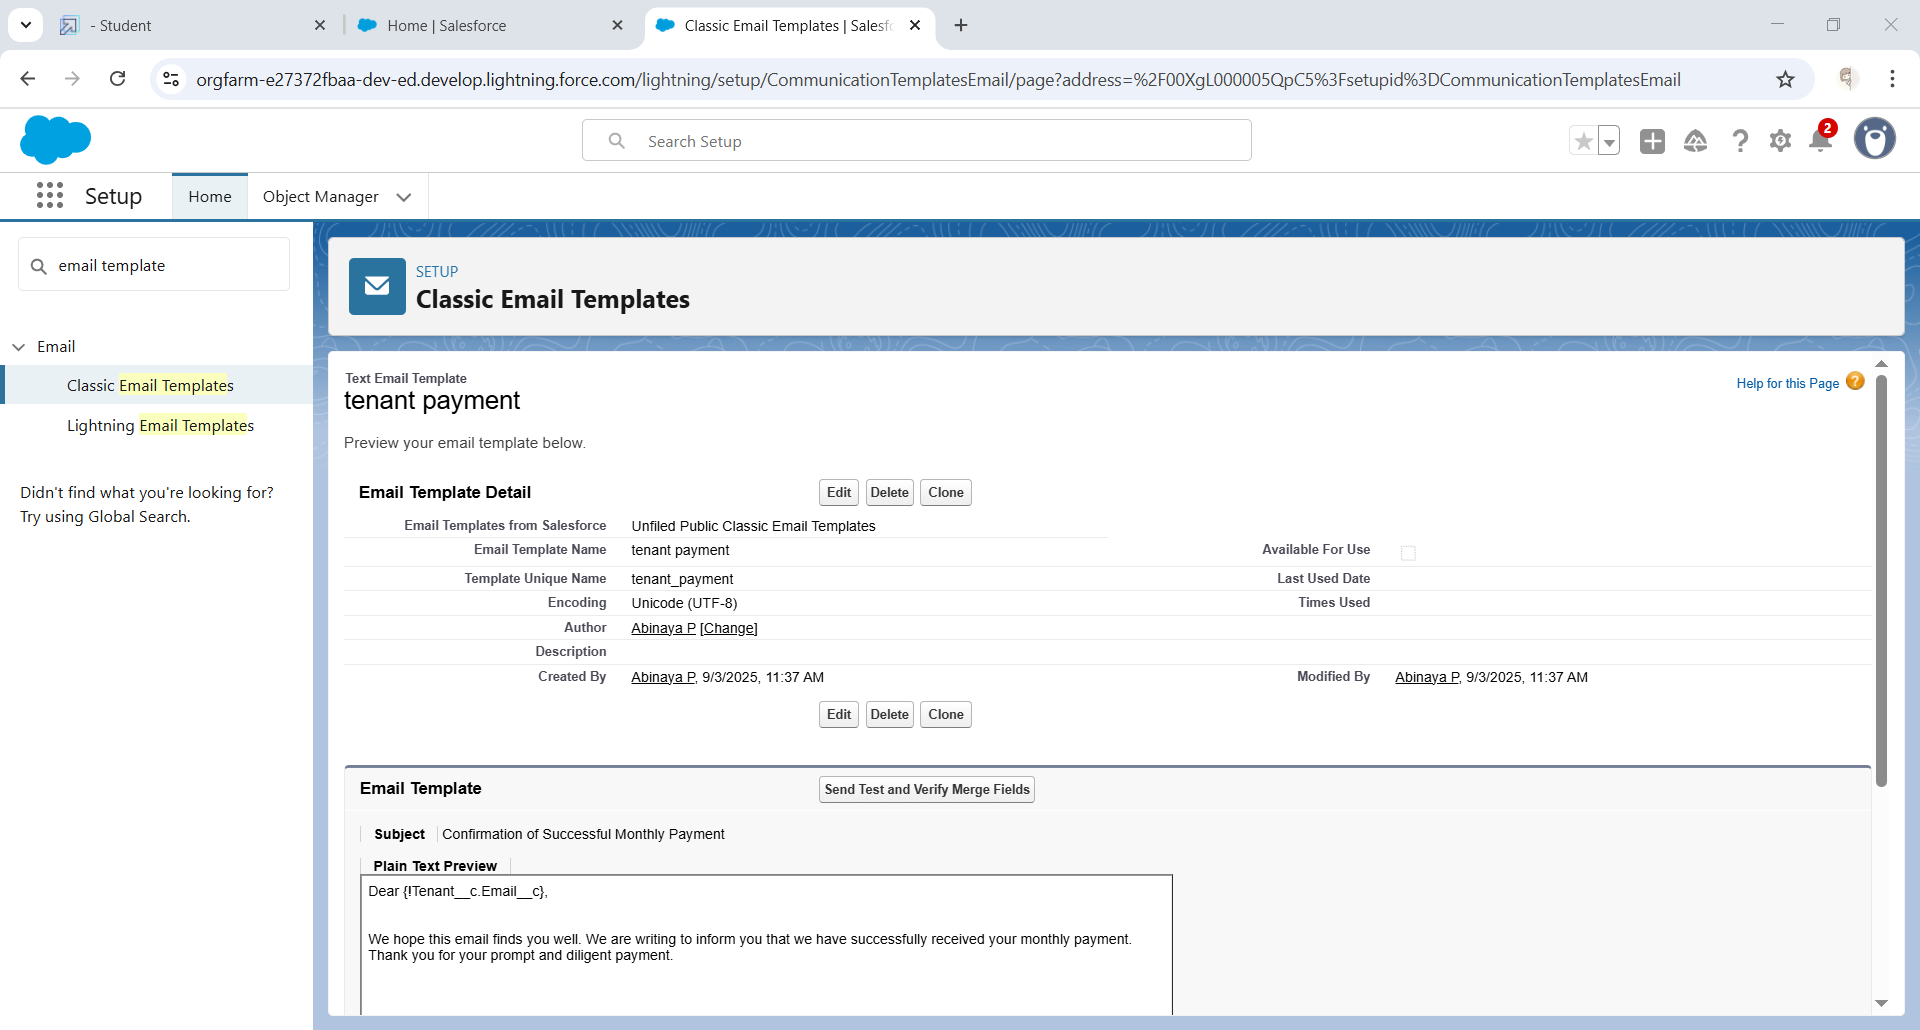 - Student
Home | Salesforce
Classic Email Templates | Salesfo
orgfarm-e27372fbaa-dev-ed.develop.lightning.force.com/lightning/setup/CommunicationTemplatesEmail/page?address=%2F00XgL000005QpC5%3Fsetupid%3DCommunicationTemplatesEmail
Search Setup
2
Setup
Home
Object Manager
email template
Email
Classic Email Templates
Lightning Email Templates
Didn't find what you're looking for?
Try using Global Search.
SETUP
Classic Email Templates
Text Email Template
tenant payment
Help for this Page ?
Preview your email template below.
Email Template Detail
Edit Delete Clone
Email Templates from Salesforce Unfiled Public Classic Email Templates
Email Template Name tenant payment Available For Use
Template Unique Name tenant_payment Last Used Date
Encoding Unicode (UTF-8) Times Used
Author Abinaya P [Change]
Description
Created By Abinaya P, 9/3/2025, 11:37 AM Modified By Abinaya P, 9/3/2025, 11:37 AM
Edit Delete Clone
Email Template Send Test and Verify Merge Fields
Subject Confirmation of Successful Monthly Payment
Plain Text Preview
Dear {!Tenant__c.Email__c},
We hope this email finds you well. We are writing to inform you that we have successfully received your monthly payment.
Thank you for your prompt and diligent payment.